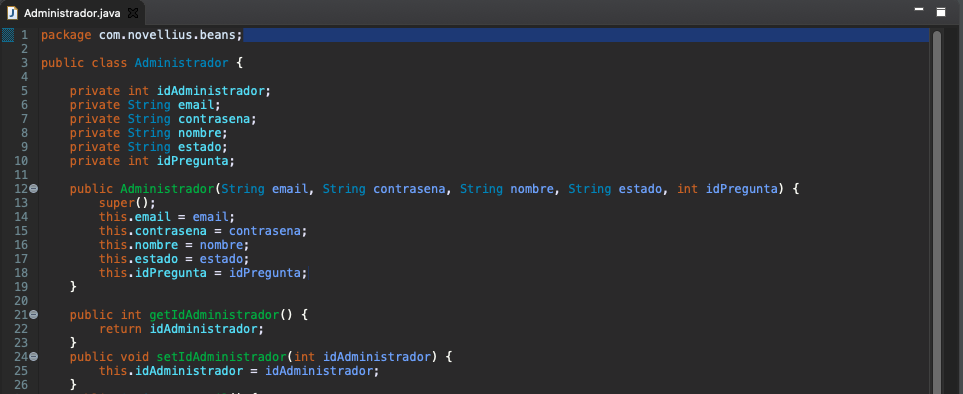 Administrador.java
1 package com.novellius.beans;
2
3 public class Administrador {
4
5     private int idAdministrador;
6     private String email;
7     private String contrasena;
8     private String nombre;
9     private String estado;
10     private int idPregunta;
11
12     public Administrador(String email, String contrasena, String nombre, String estado, int idPregunta) {
13         super();
14         this.email = email;
15         this.contrasena = contrasena;
16         this.nombre = nombre;
17         this.estado = estado;
18         this.idPregunta = idPregunta;
19     }
20
21     public int getIdAdministrador() {
22         return idAdministrador;
23     }
24     public void setIdAdministrador(int idAdministrador) {
25         this.idAdministrador = idAdministrador;
26     }